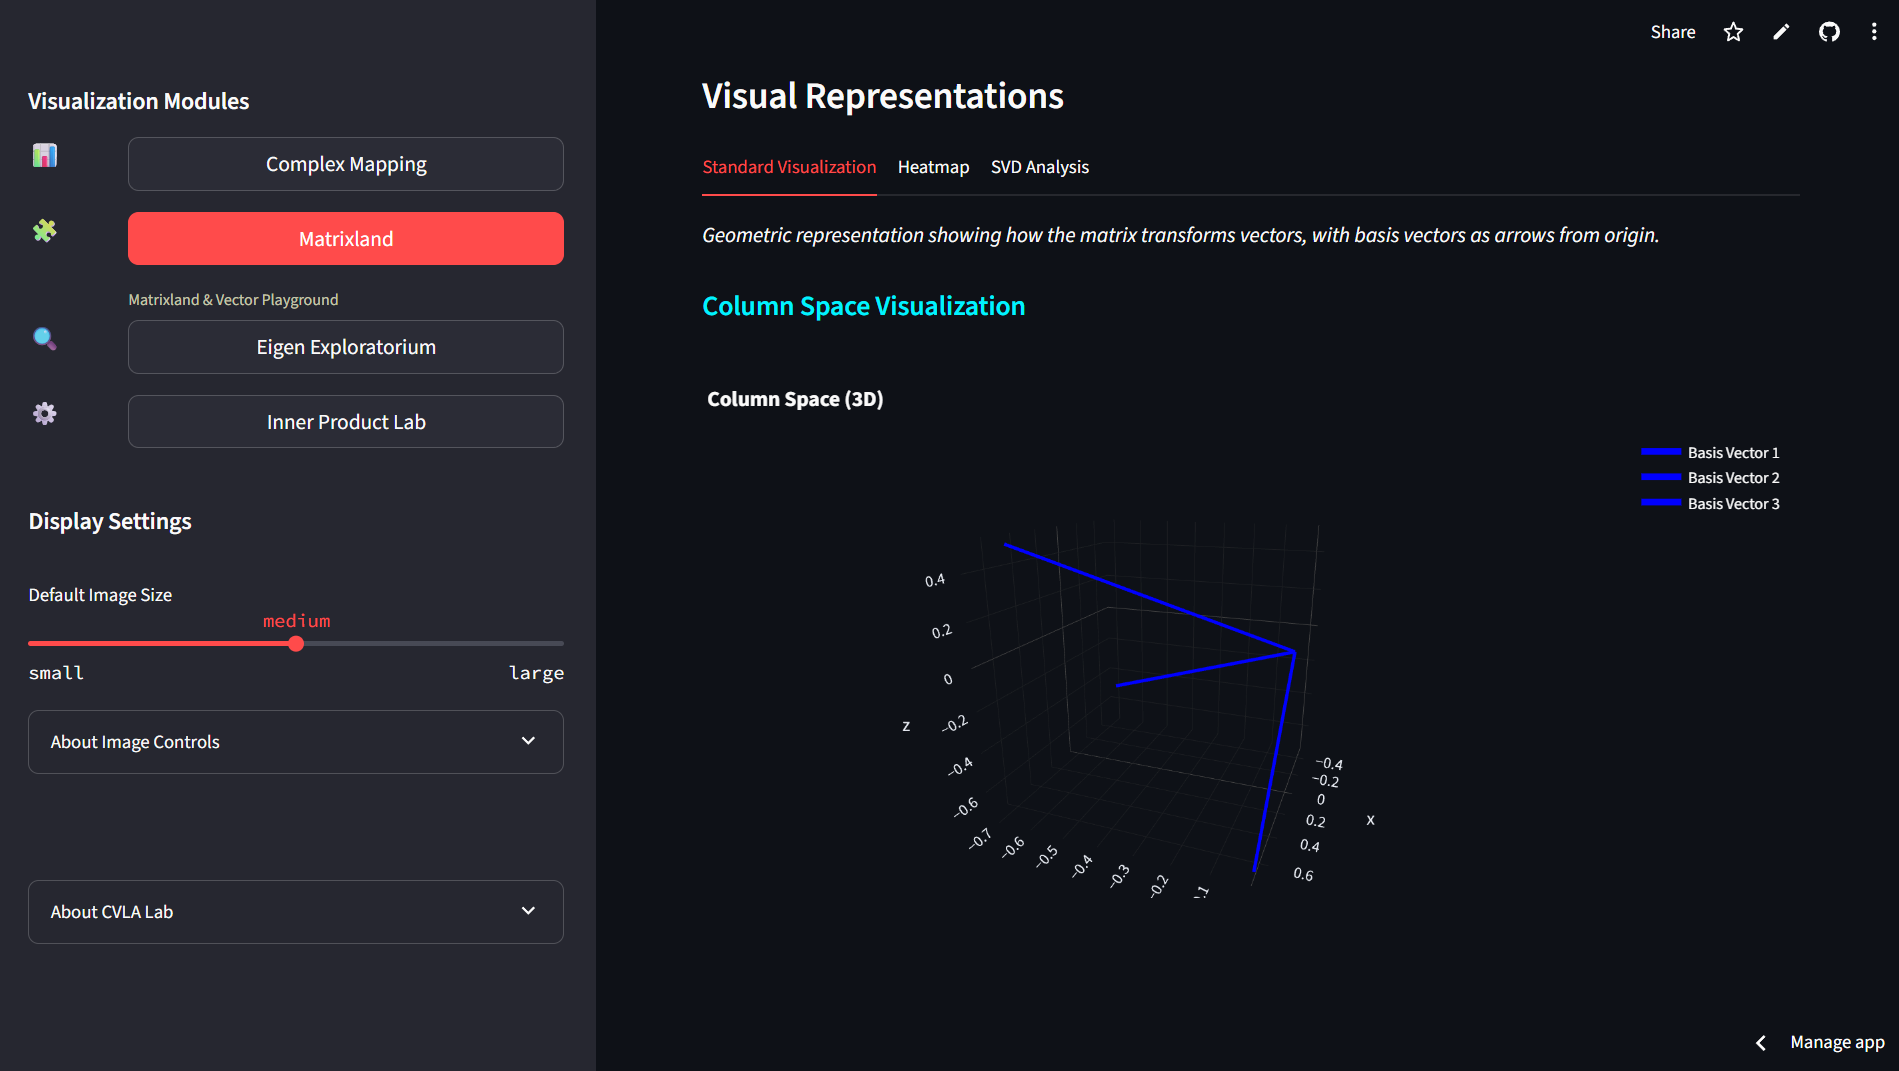 Share
Visualization Modules
Complex Mapping
Matrixland
Matrixland & Vector Playground
Eigen Exploratorium
Inner Product Lab
Display Settings
Default Image Size
medium
small
large
About Image Controls
About CVLA Lab
Visual Representations
Standard Visualization
Heatmap
SVD Analysis
Geometric representation showing how the matrix transforms vectors, with basis vectors as arrows from origin.
Column Space Visualization
Column Space (3D)
Basis Vector 1
Basis Vector 2
Basis Vector 3
0.4
0.2
0
−0.2
−0.4
−0.6
z
−0.7
−0.6
−0.5
−0.4
−0.3
−0.2
−0.4
−0.2
0
0.2
0.4
0.6
x
Manage app